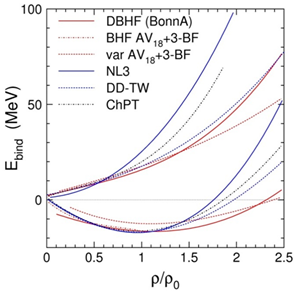 100
50
0
E_bind (MeV)
DBHF (BonnA)
BHF AV₁₈+3-BF
var AV₁₈+3-BF
NL3
DD-TW
ChPT
0 0.5 1 1.5 2 2.5
ρ/ρ₀